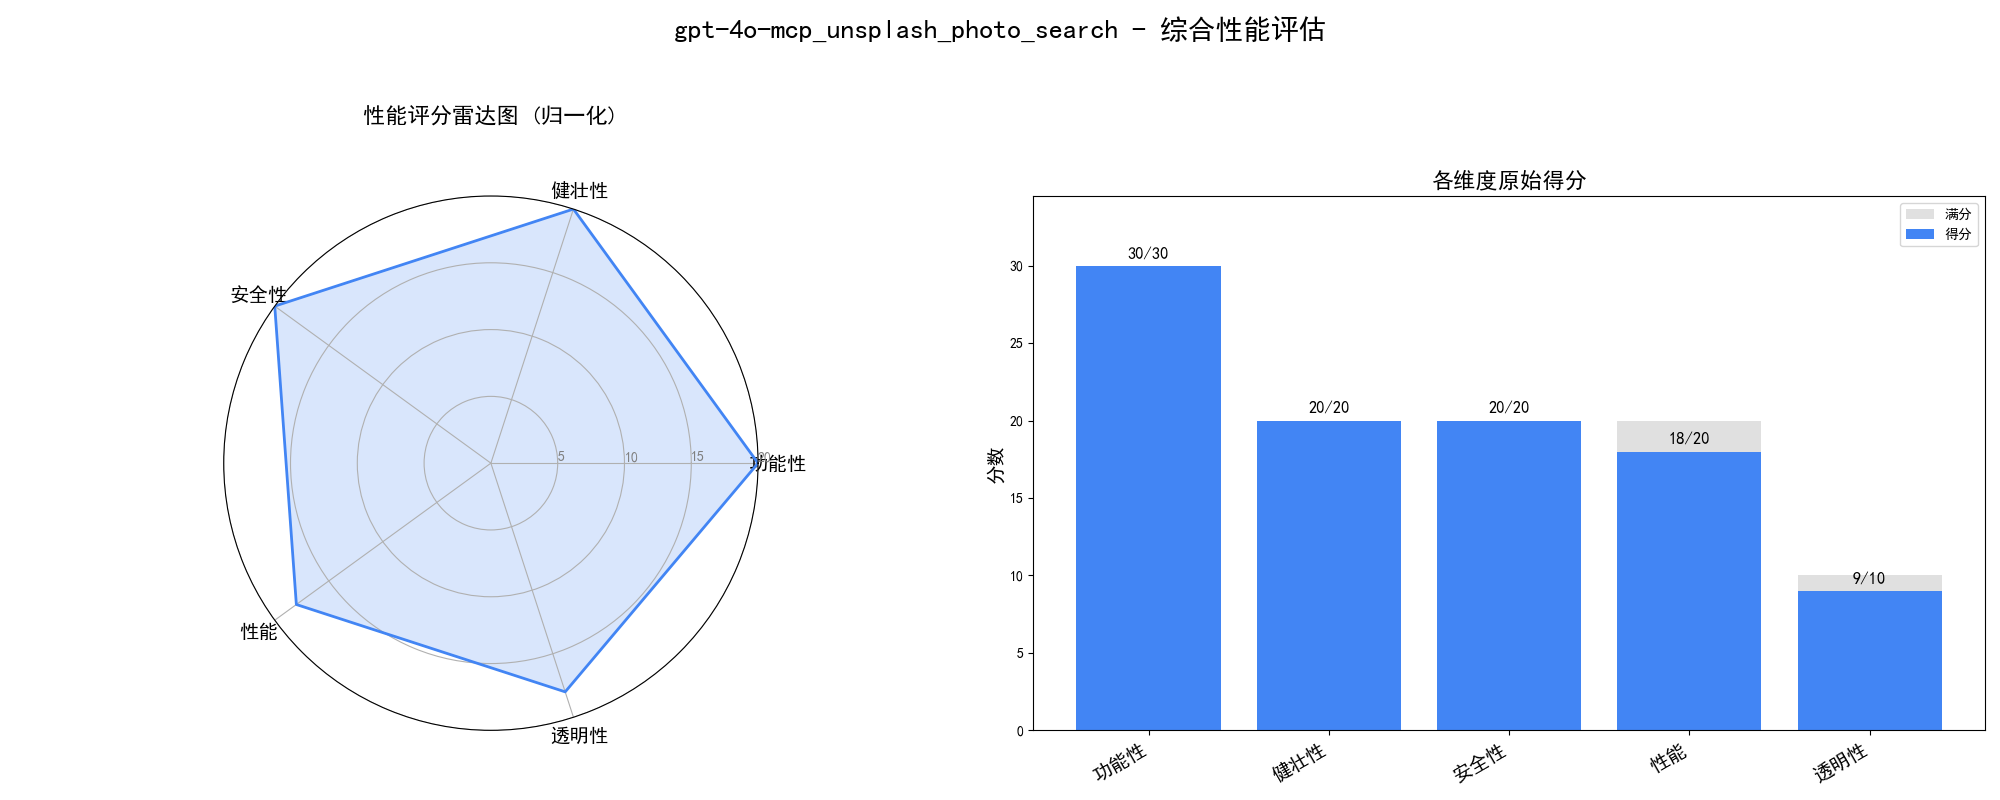 gpt-4o-mcp_unsplash_photo_search - 综合性能评估
性能评分雷达图 (归一化)
健壮性
安全性
功能性
性能
透明性
5
10
15
20
各维度原始得分
满分
得分
分数
30
25
20
15
10
5
0
30/30
20/20
20/20
18/20
9/10
功能性
健壮性
安全性
性能
透明性